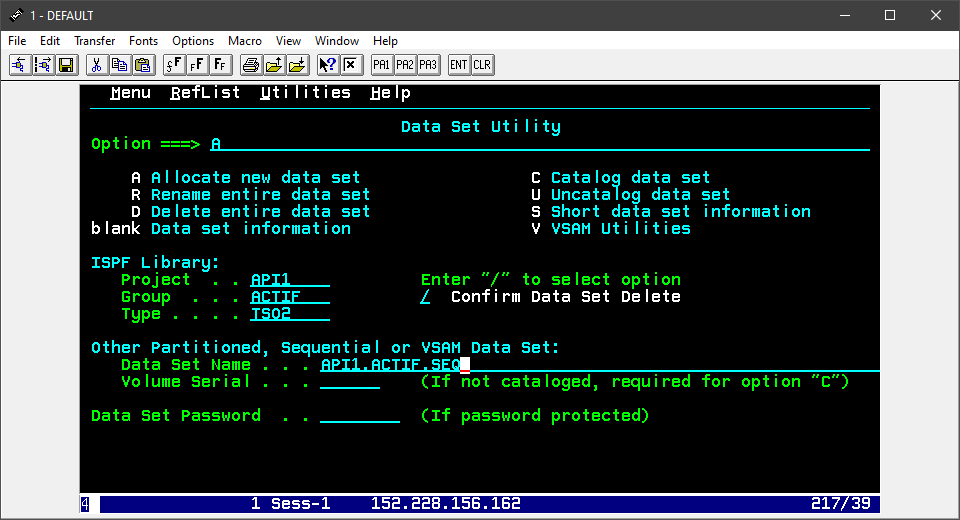 1 - DEFAULT
File Edit Transfer Fonts Options Macro View Window Help
PA1 PA2 PA3 ENT CLR
Menu RefList Utilities Help
Data Set Utility
Option ===> A
A Allocate new data set C Catalog data set
R Rename entire data set U Uncatalog data set
D Delete entire data set S Short data set information
blank Data set information V VSAM Utilities
ISPF Library:
Project . . API1 Enter "/" to select option
Group . . . ACTIF / Confirm Data Set Delete
Type . . . . TSO2
Other Partitioned, Sequential or VSAM Data Set:
Data Set Name . . . API1.ACTIF.SEQ
Volume Serial . . . (If not cataloged, required for option "C")
Data Set Password . . (If password protected)
4 1 Sess-1 152.228.156.162 217/39